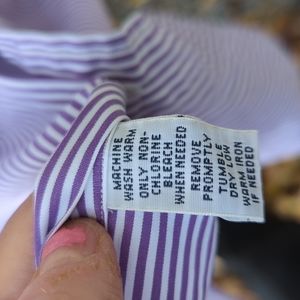 MACHINE
WASH WARM
ONLY NON-
CHLORINE
BLEACH
WHEN NEEDED
REMOVE
PROMPTLY
TUMBLE
DRY LOW
WARM IRON
IF NEEDED